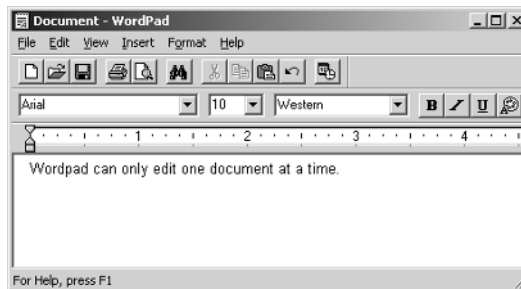 Document - WordPad
File Edit View Insert Format Help
Arial 10 Western B I U
1 2 3 4
Wordpad can only edit one document at a time.
For Help, press F1